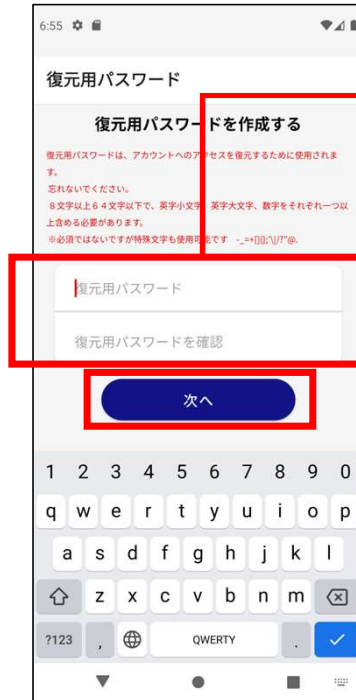 6:55
復元用パスワード
復元用パスワードを作成する
復元用パスワードは、アカウントへのアクセスを復元するために使用されま
す。
忘れないでください。
8文字以上64文字以下で、英字小文字、英字大文字、数字をそれぞれ一つ以
上含める必要があります。
※必須ではないですが特殊文字も使用可能です -_=+[]{};'\|/?"@.
復元用パスワード
復元用パスワードを確認
次へ
1 2 3 4 5 6 7 8 9 0
q w e r t y u i o p
a s d f g h j k l
z x c v b n m
?123 , QWERTY .